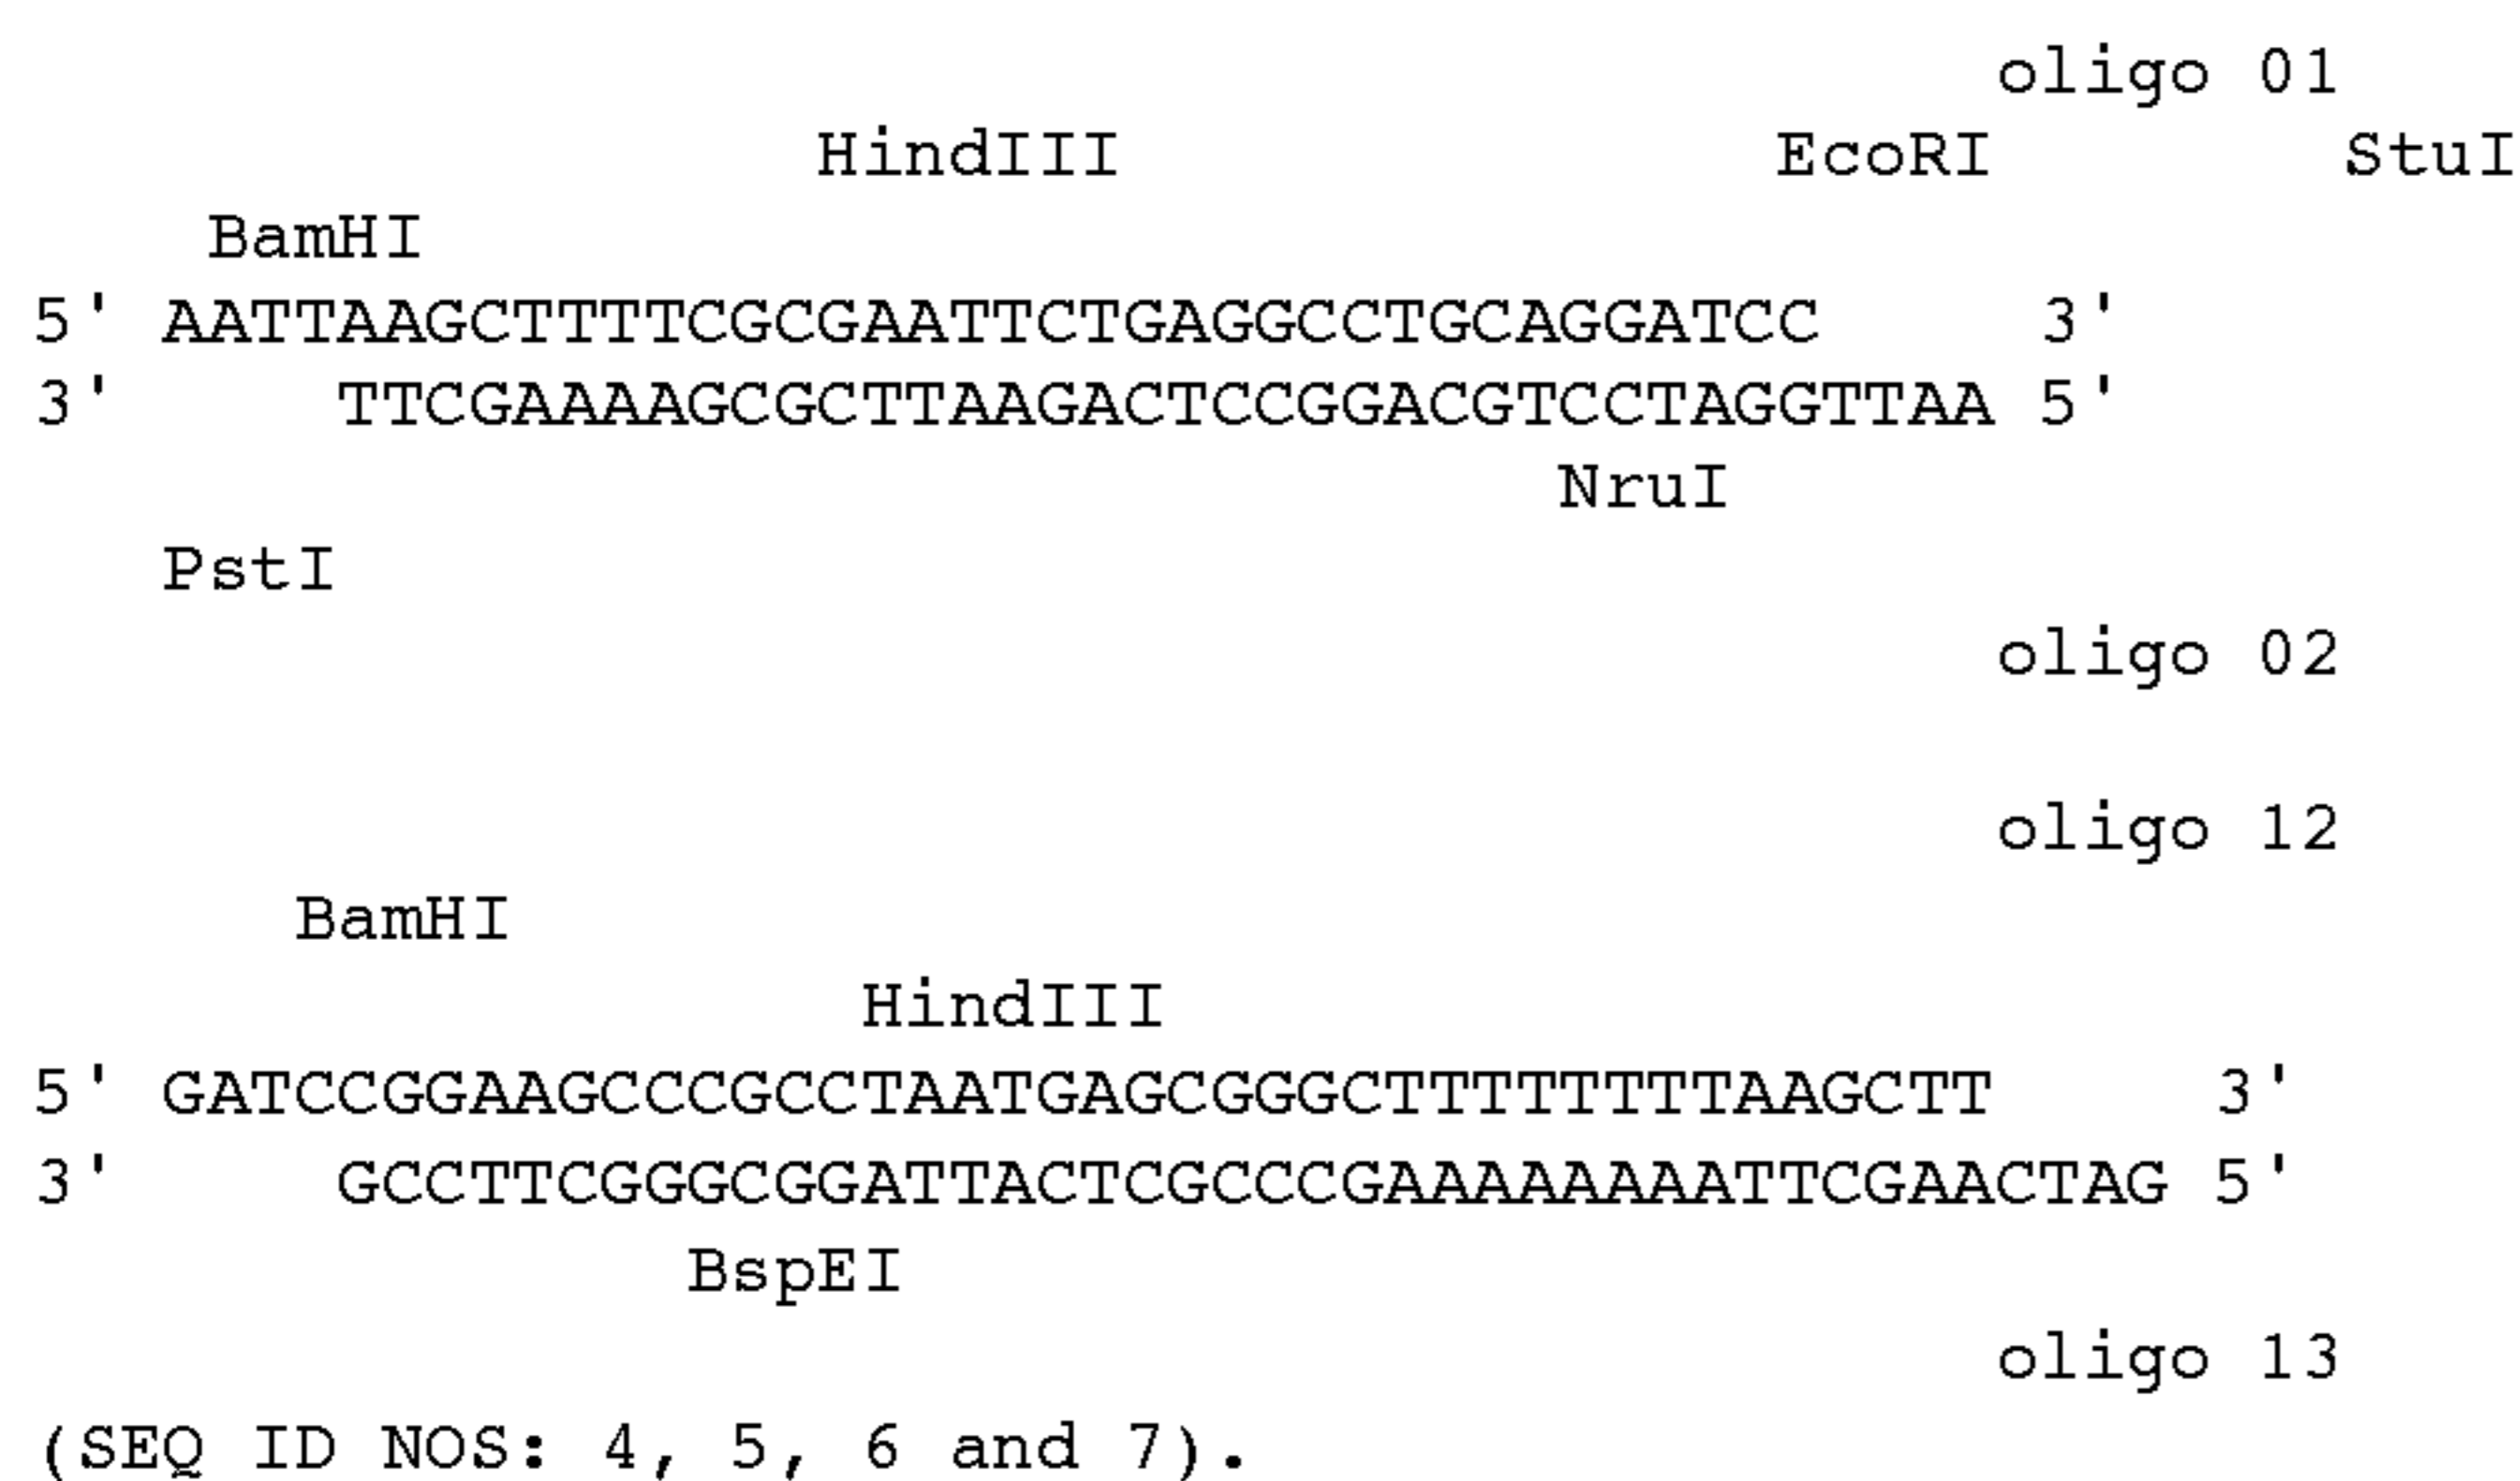 oligo 01
HindIII EcoRI StuI
BamHI
5' AATTAAGCTTTTCGCGAATTCTGAGGCCTGCAGGATCC 3'
3' TTCGAAAAGCGCTTAAGACTCCGGACGTCCTAGGTTAA 5'
NruI
PstI
oligo 02
oligo 12
BamHI
HindIII
5' GATCCGGAAGCCCGCCTAATGAGCGGGCTTTTTTTTAAGCTT 3'
3' GCCTTCGGGCGGATTACTCGCCCGAAAAAAAATTCGAACTAG 5'
BspEI
oligo 13
(SEQ ID NOS: 4, 5, 6 and 7).